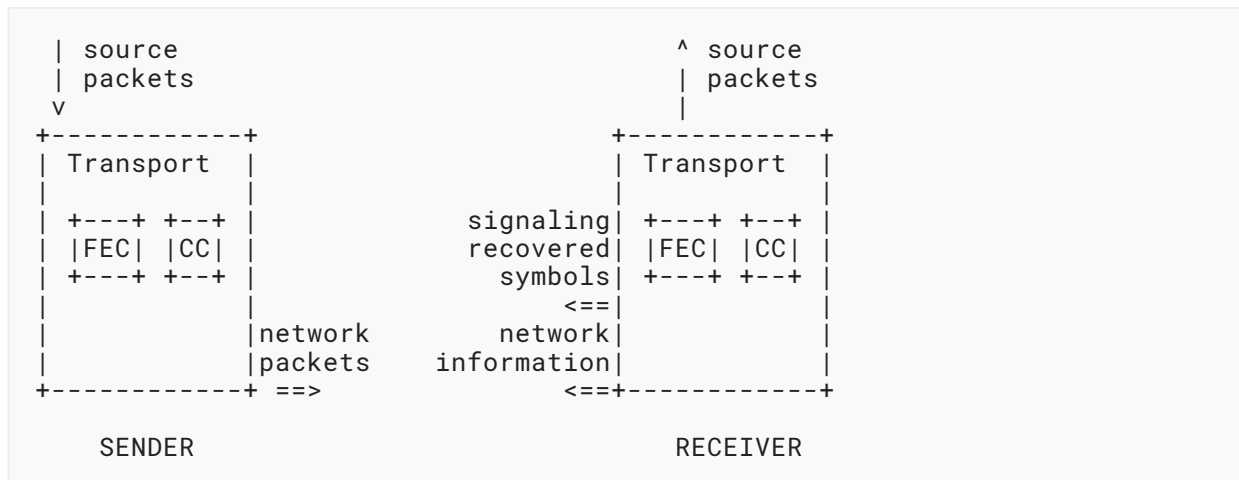 | source                                ^ source
 | packets                               | packets
 v                                       |
+------------+                      +------------+
| Transport  |                      | Transport  |
|            |                      |            |
| +---+ +--+ |             signaling| +---+ +--+ |
| |FEC| |CC| |             recovered| |FEC| |CC| |
| +---+ +--+ |               symbols| +---+ +--+ |
|            |                   <==|            |
|            |network        network|            |
|            |packets    information|            |
+------------+ ==>               <==+------------+
    SENDER                              RECEIVER